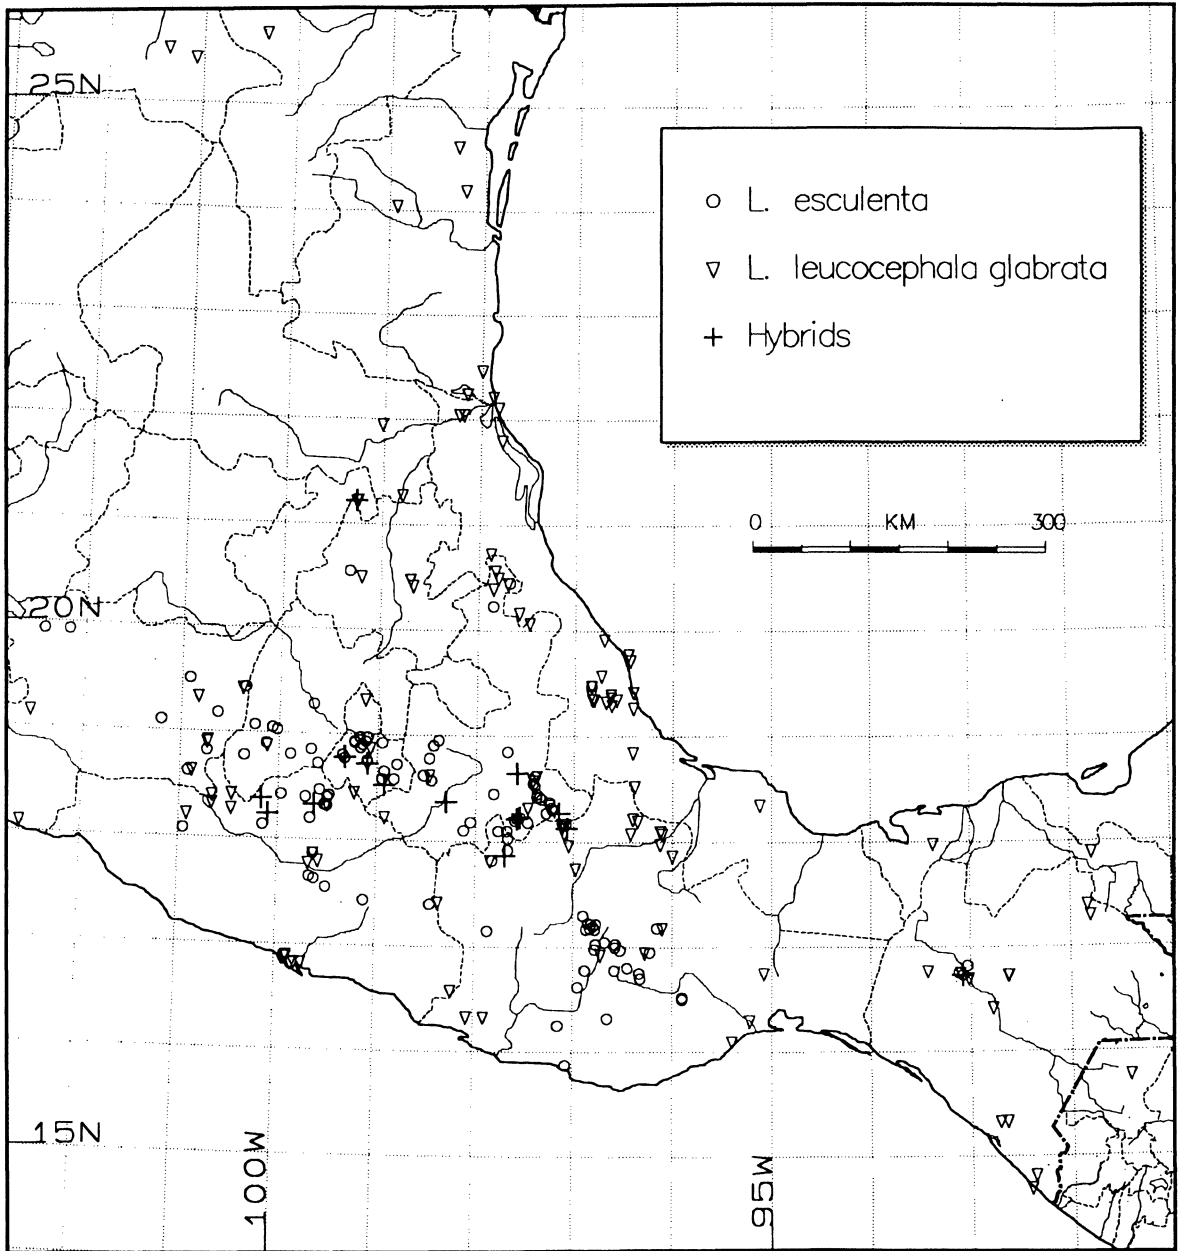 25N
L. esculenta
L. leucocephala glabrata
Hybrids
0 KM 300
20N
15N
100W
95W